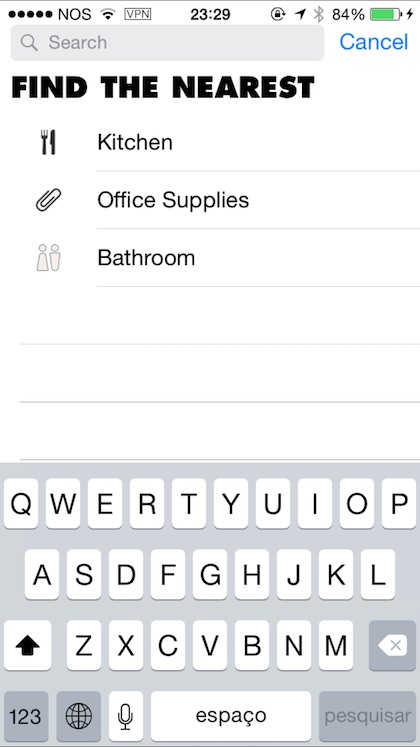 NOS VPN 23:29 84%
Search Cancel
FIND THE NEAREST
Kitchen
Office Supplies
Bathroom
Q W E R T Y U I O P
A S D F G H J K L
Z X C V B N M
123 espaço pesquisar